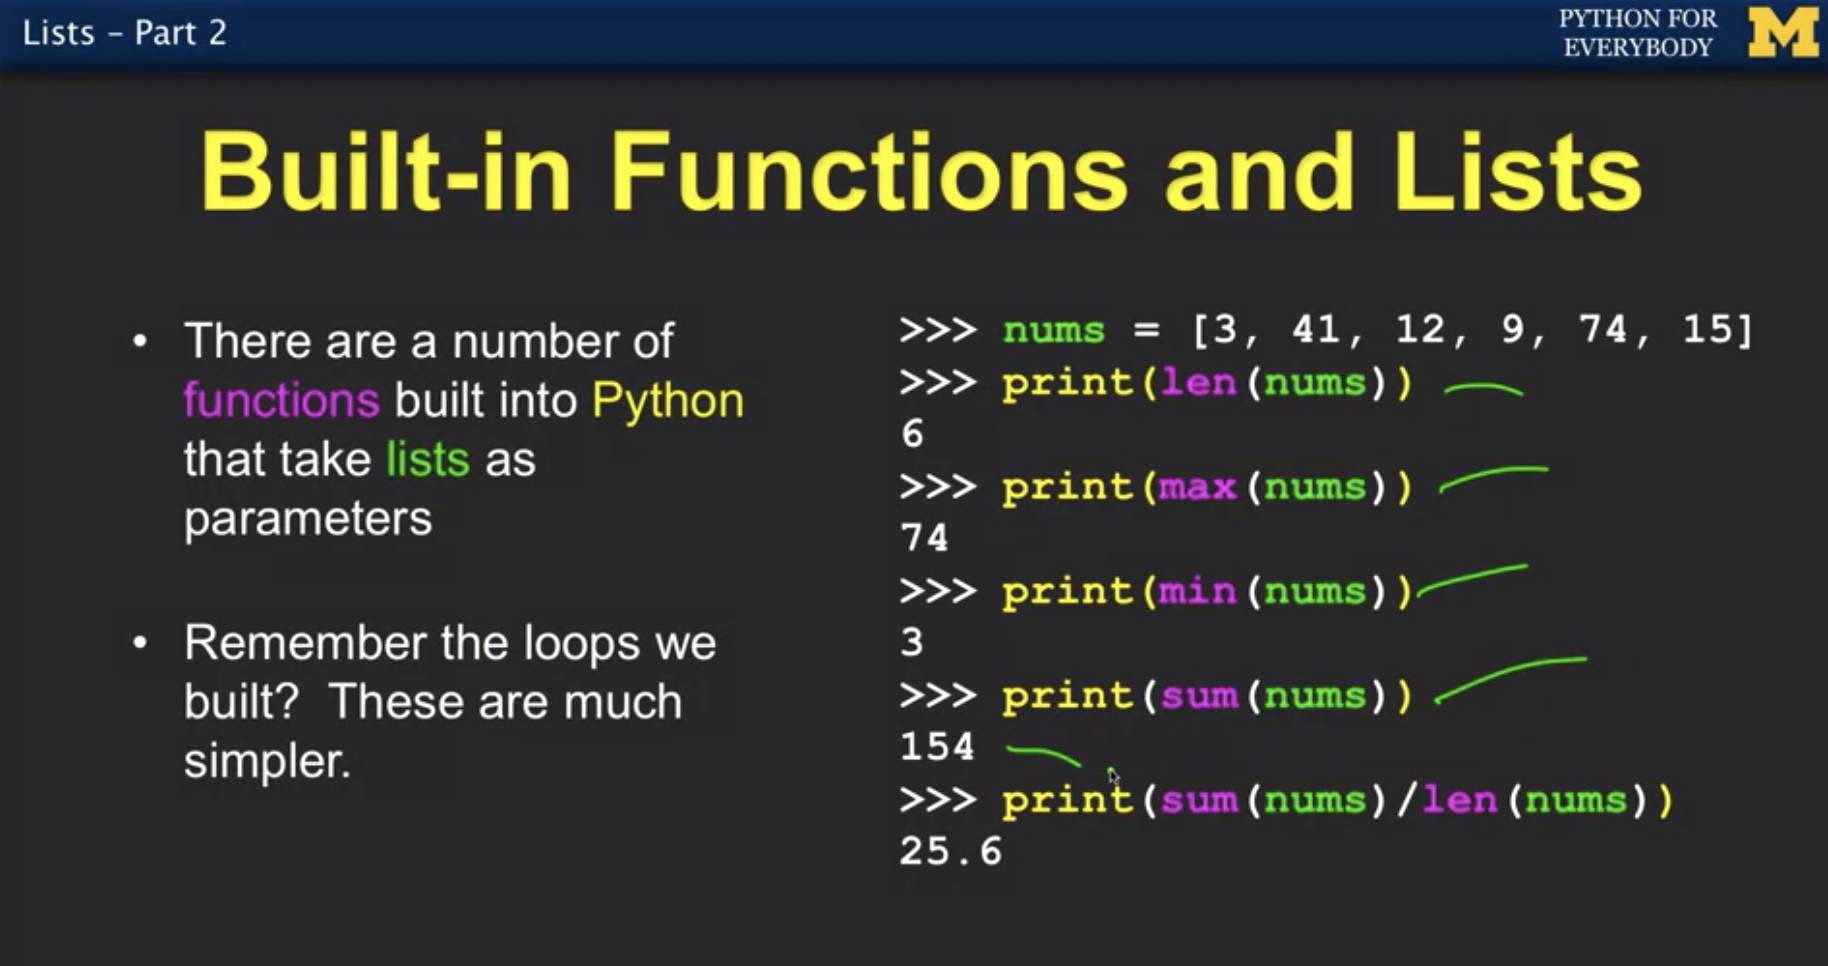 Lists – Part 2
PYTHON FOR
EVERYBODY
M
Built-in Functions and Lists
• There are a number of
functions built into Python
that take lists as
parameters
• Remember the loops we
built?  These are much
simpler.
>>> nums = [3, 41, 12, 9, 74, 15]
>>> print(len(nums))
6
>>> print(max(nums))
74
>>> print(min(nums))
3
>>> print(sum(nums))
154
>>> print(sum(nums)/len(nums))
25.6